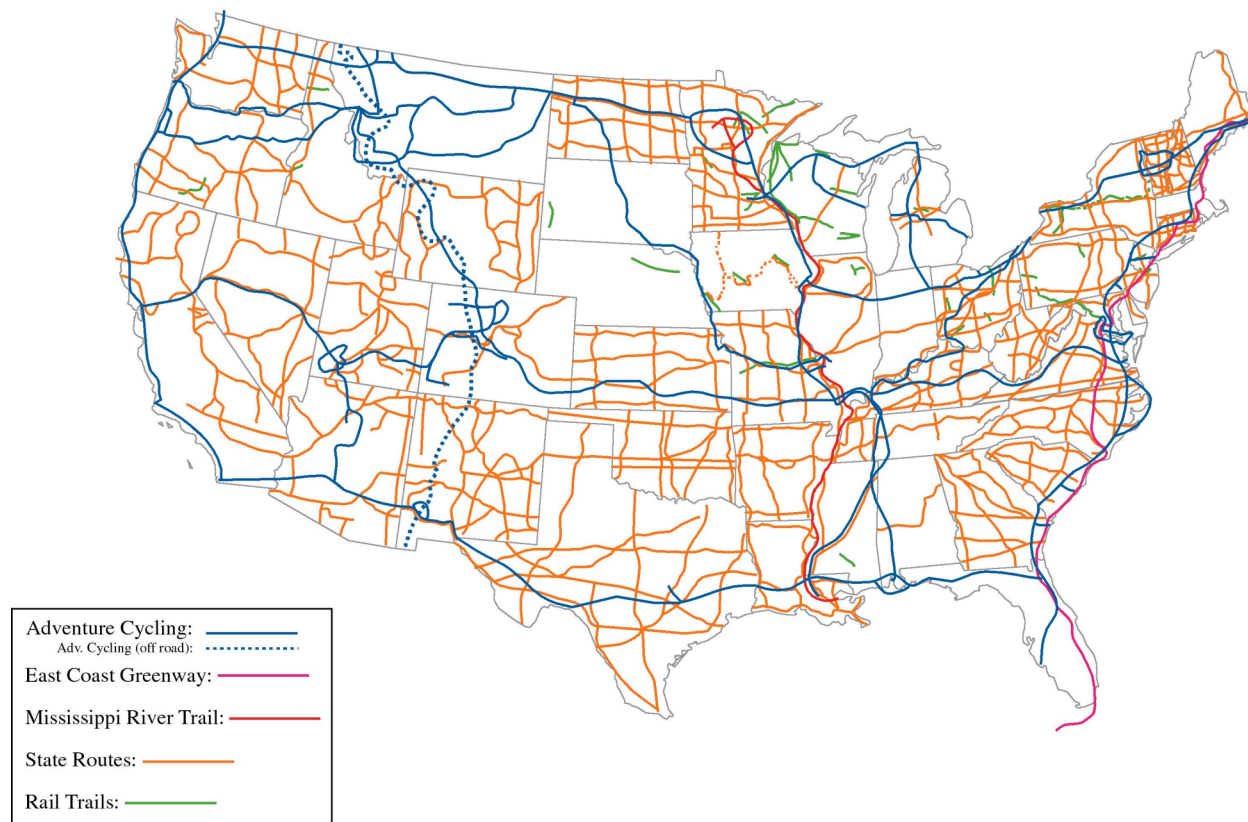 Adventure Cycling:
Adv. Cycling (off road):
East Coast Greenway:
Mississippi River Trail:
State Routes:
Rail Trails: